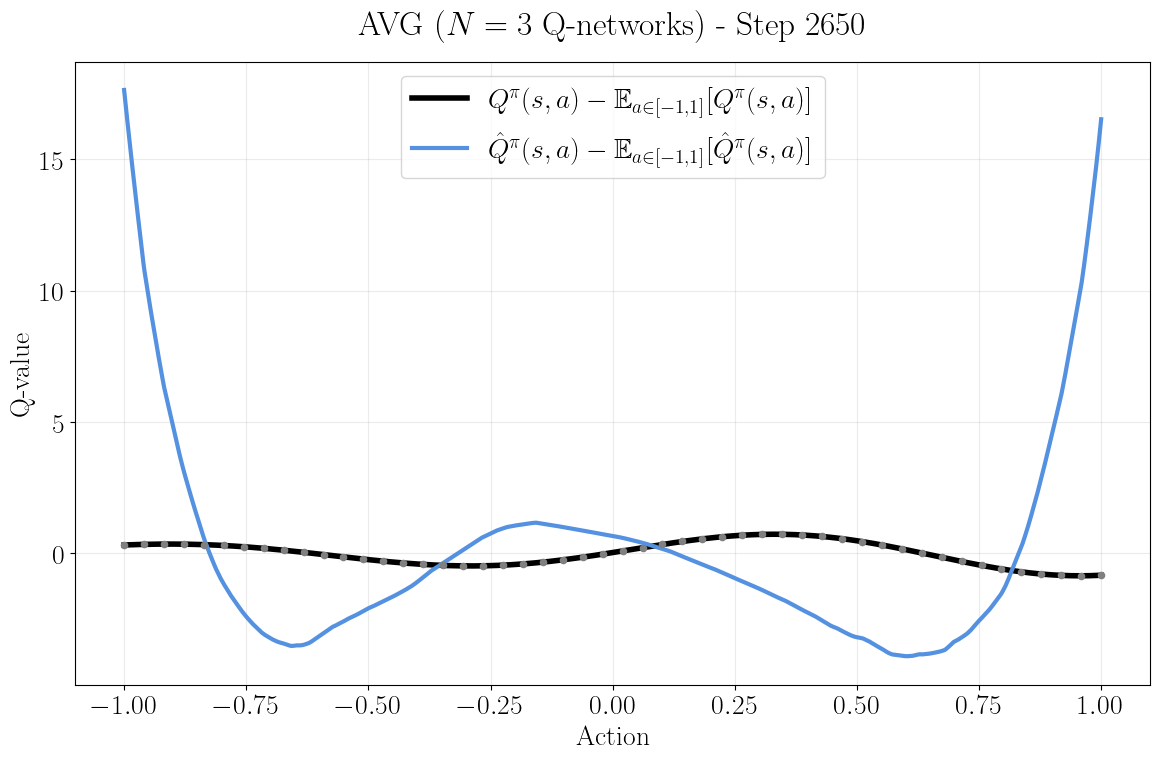 AVG (N = 3 Q-networks) - Step 2650
Q^π(s, a) − 𝔼_{a∈[−1,1]}[Q^π(s, a)]
Q̂^π(s, a) − 𝔼_{a∈[−1,1]}[Q̂^π(s, a)]
Q-value
15
10
5
0
−1.00 −0.75 −0.50 −0.25 0.00 0.25 0.50 0.75 1.00
Action